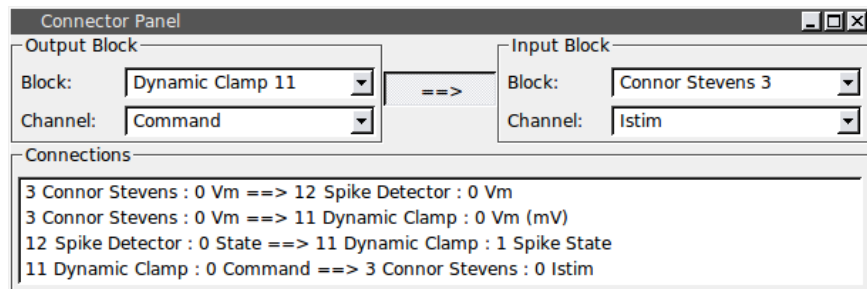 Connector Panel
Output Block
Block: Dynamic Clamp 11
Channel: Command
==>
Input Block
Block: Connor Stevens 3
Channel: Istim
Connections
3 Connor Stevens : 0 Vm ==> 12 Spike Detector : 0 Vm
3 Connor Stevens : 0 Vm ==> 11 Dynamic Clamp : 0 Vm (mV)
12 Spike Detector : 0 State ==> 11 Dynamic Clamp : 1 Spike State
11 Dynamic Clamp : 0 Command ==> 3 Connor Stevens : 0 Istim